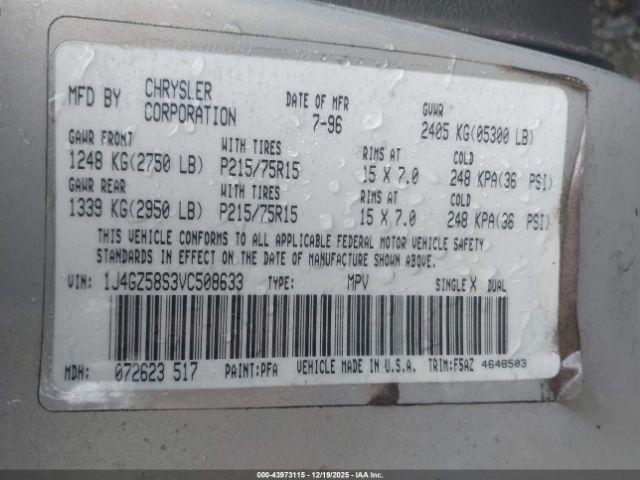 MFD BY CHRYSLER CORPORATION DATE OF MFR 7-96 GVWR 2405 KG(05300 LB)
GAWR FRONT WITH TIRES RIMS AT COLD
1248 KG(2750 LB) P215/75R15 15 X 7.0 248 KPA(36 PSI)
GAWR REAR WITH TIRES RIMS AT COLD
1339 KG(2950 LB) P215/75R15 15 X 7.0 248 KPA(36 PSI)
THIS VEHICLE CONFORMS TO ALL APPLICABLE FEDERAL MOTOR VEHICLE SAFETY
STANDARDS IN EFFECT ON THE DATE OF MANUFACTURE SHOWN ABOVE.
VIN: 1J4GZ58S3VC508633 TYPE: MPV SINGLE X DUAL
MDH: 072623 517 PAINT:PFA VEHICLE MADE IN U.S.A. TRIM:F5AZ 4648503
000-43973115 - 12/19/2025 - IAAI, Inc.